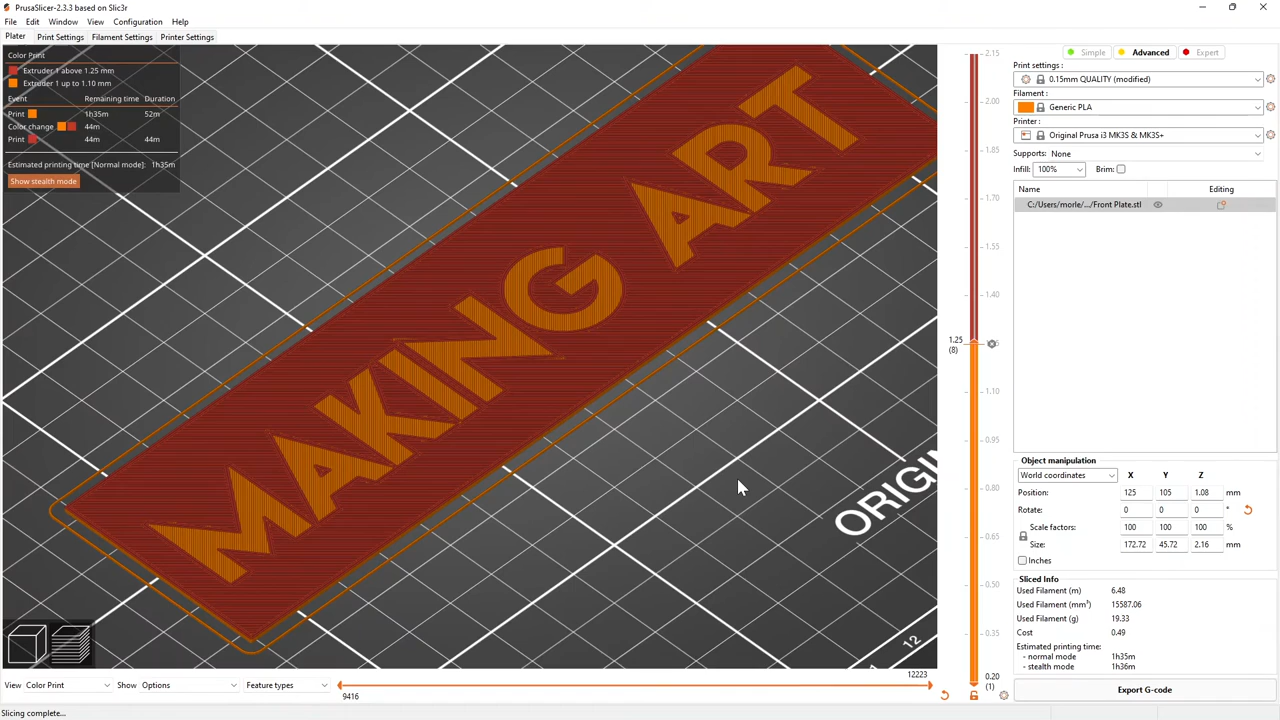 PrusaSlicer-2.3.3 based on Slic3r
File Edit Window View Configuration Help
Plater Print Settings Filament Settings Printer Settings
Color Print
Extruder 1 above 1.25 mm
Extruder 1 up to 1.10 mm
Event Remaining time Duration
Print 1h35m 52m
Color change 44m
Print 44m 44m
Estimated printing time [Normal mode]: 1h35m
Show stealth mode
MAKING ART
ORIGIN
12
2.15
2.00
1.85
1.70
1.55
1.40
1.25
(8)
1.10
0.95
0.80
0.65
0.50
0.35
0.20
(1)
Simple Advanced Expert
Print settings :
0.15mm QUALITY (modified)
Filament :
Generic PLA
Printer :
Original Prusa i3 MK3S & MK3S+
Supports: None
Infill: 100% Brim:
Name Editing
C:/Users/morle/.../Front Plate.stl
Object manipulation
World coordinates X Y Z
Position: 125 105 1.08 mm
Rotate: 0 0 0 °
Scale factors: 100 100 100 %
Size: 172.72 45.72 2.16 mm
Inches
Sliced Info
Used Filament (m) 6.48
Used Filament (mm³) 15587.06
Used Filament (g) 19.33
Cost 0.49
Estimated printing time:
- normal mode 1h35m
- stealth mode 1h36m
Export G-code
View Color Print Show Options Feature types
12223
9416
Slicing complete...